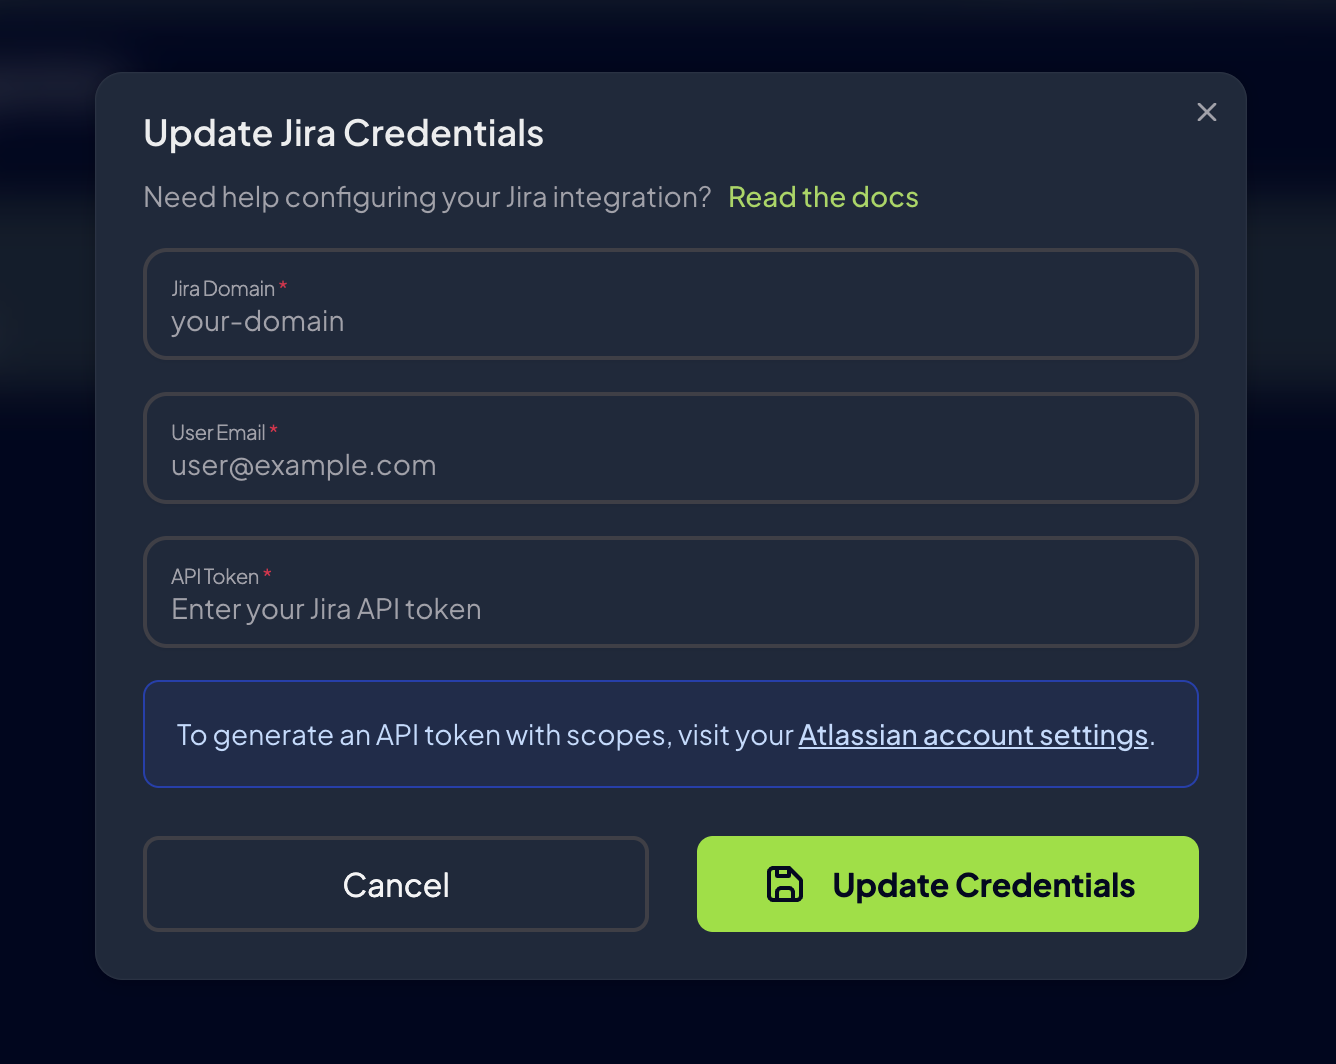 Update Jira Credentials
Need help configuring your Jira integration? Read the docs
Jira Domain *
your-domain
User Email *
user@example.com
API Token *
Enter your Jira API token
To generate an API token with scopes, visit your Atlassian account settings.
Cancel
Update Credentials